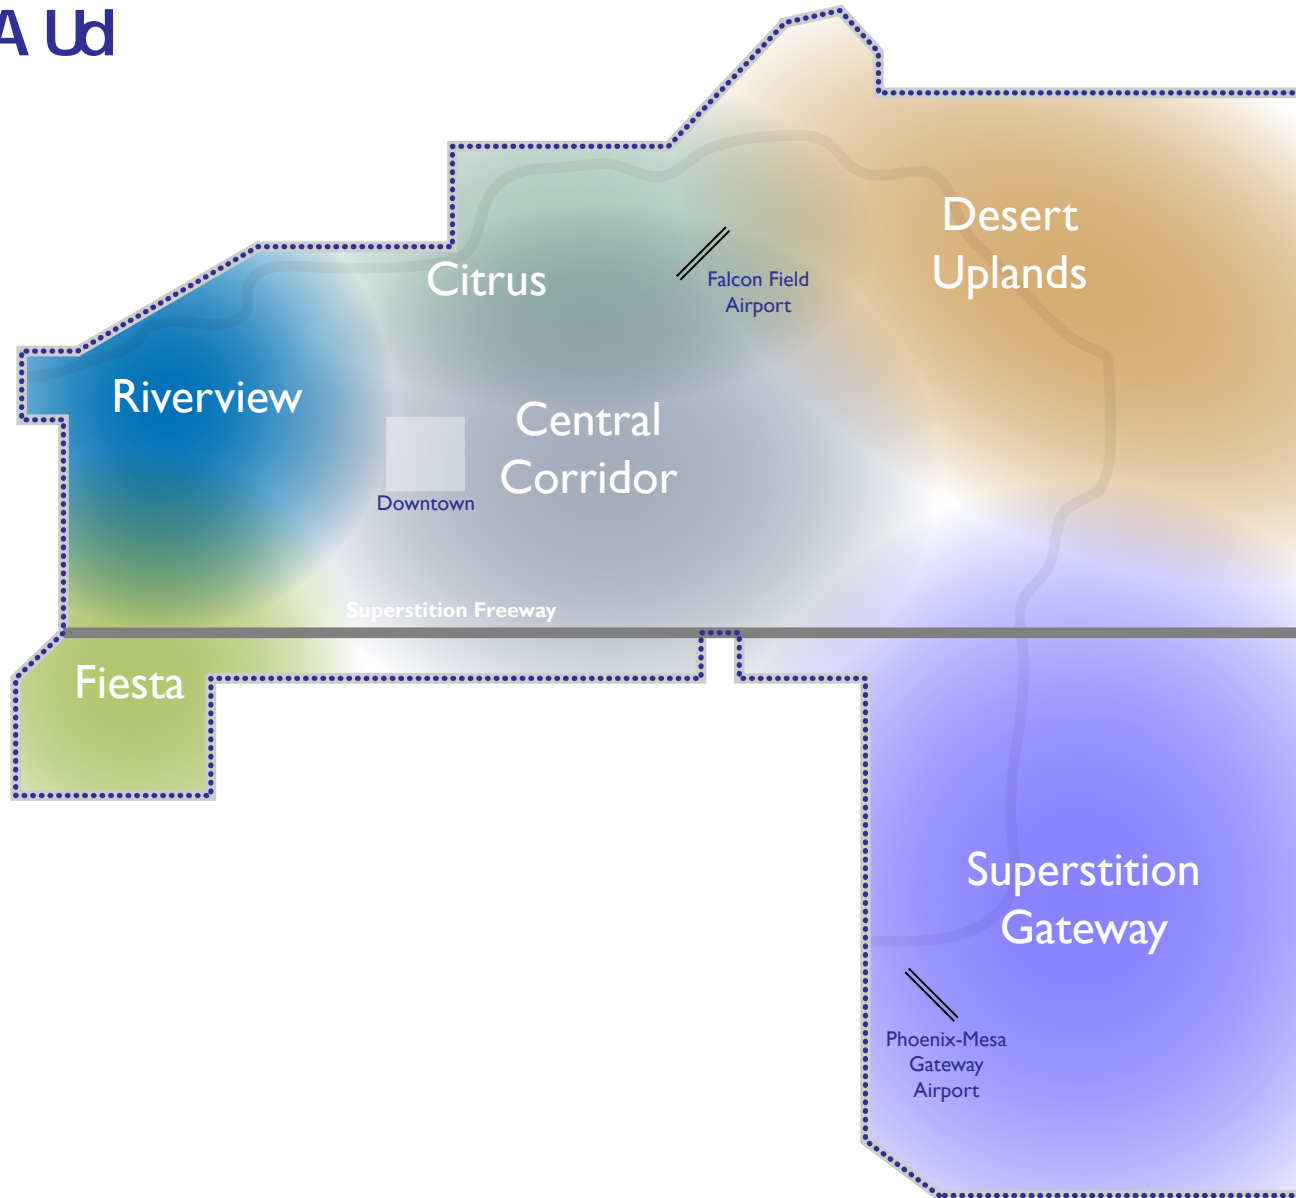 A Ud
Desert
Uplands
Citrus
Falcon Field
Airport
Riverview
Central
Corridor
Downtown
Superstition Freeway
Fiesta
Superstition
Gateway
Phoenix-Mesa
Gateway
Airport